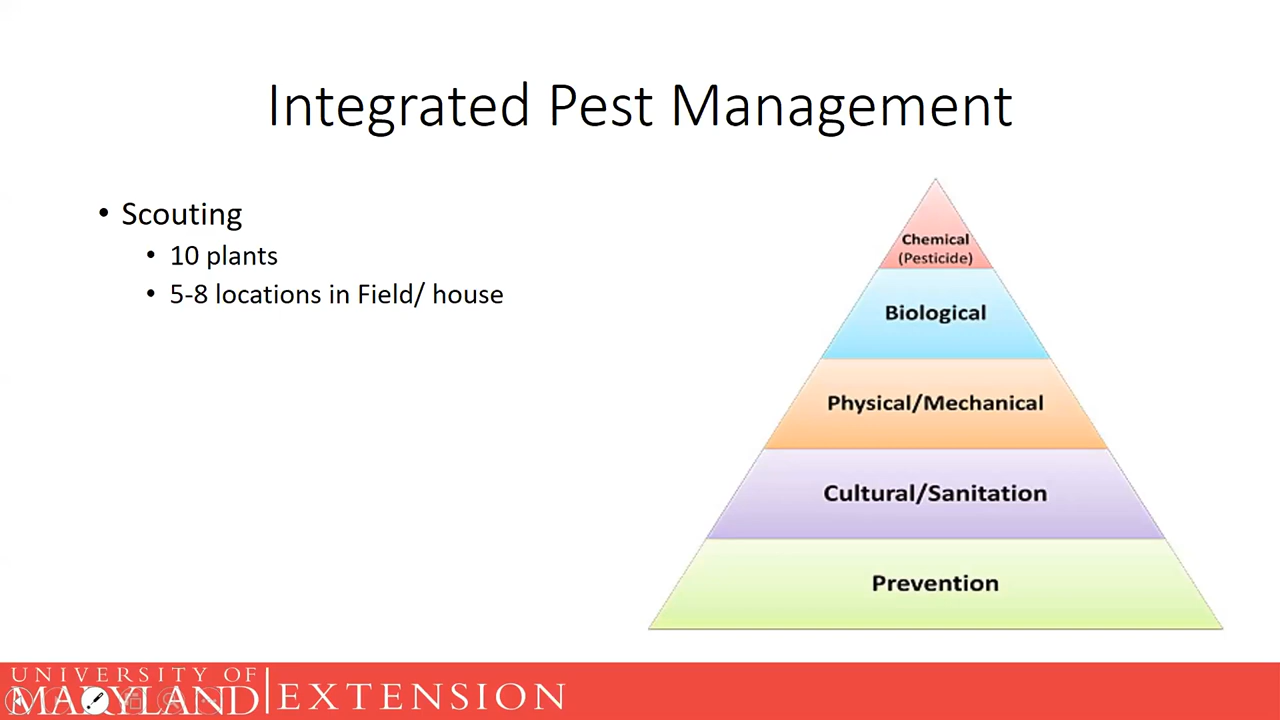 Integrated Pest Management
• Scouting
• 10 plants
• 5-8 locations in Field/ house
Chemical
(Pesticide)
Biological
Physical/Mechanical
Cultural/Sanitation
Prevention
UNIVERSITY OF
MARYLAND
EXTENSION